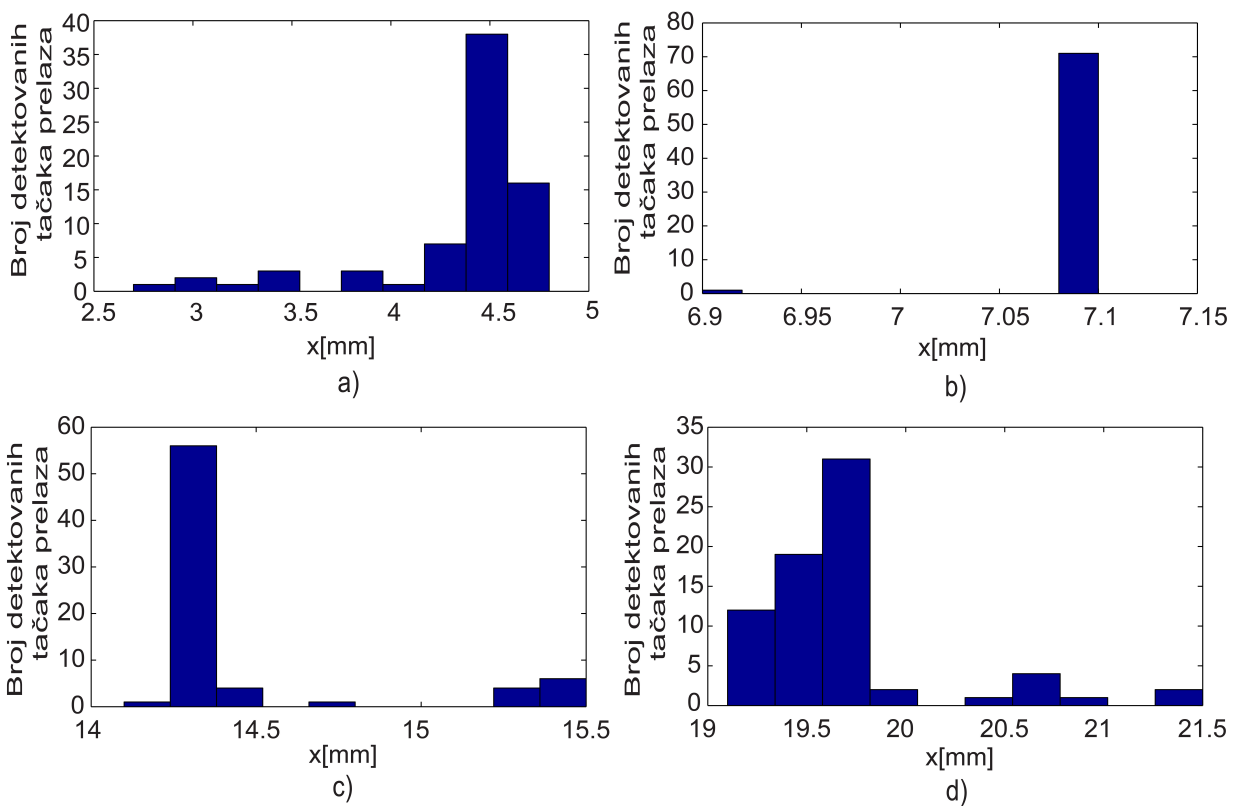 Broj detektovanih
tačaka prelaza
40
35
30
25
20
15
10
5
0
2.5 3 3.5 4 4.5 5
x[mm]
a)
Broj detektovanih
tačaka prelaza
80
70
60
50
40
30
20
10
0
6.9 6.95 7 7.05 7.1 7.15
x[mm]
b)
Broj detektovanih
tačaka prelaza
60
50
40
30
20
10
0
14 14.5 15 15.5
x[mm]
c)
Broj detektovanih
tačaka prelaza
35
30
25
20
15
10
5
0
19 19.5 20 20.5 21 21.5
x[mm]
d)